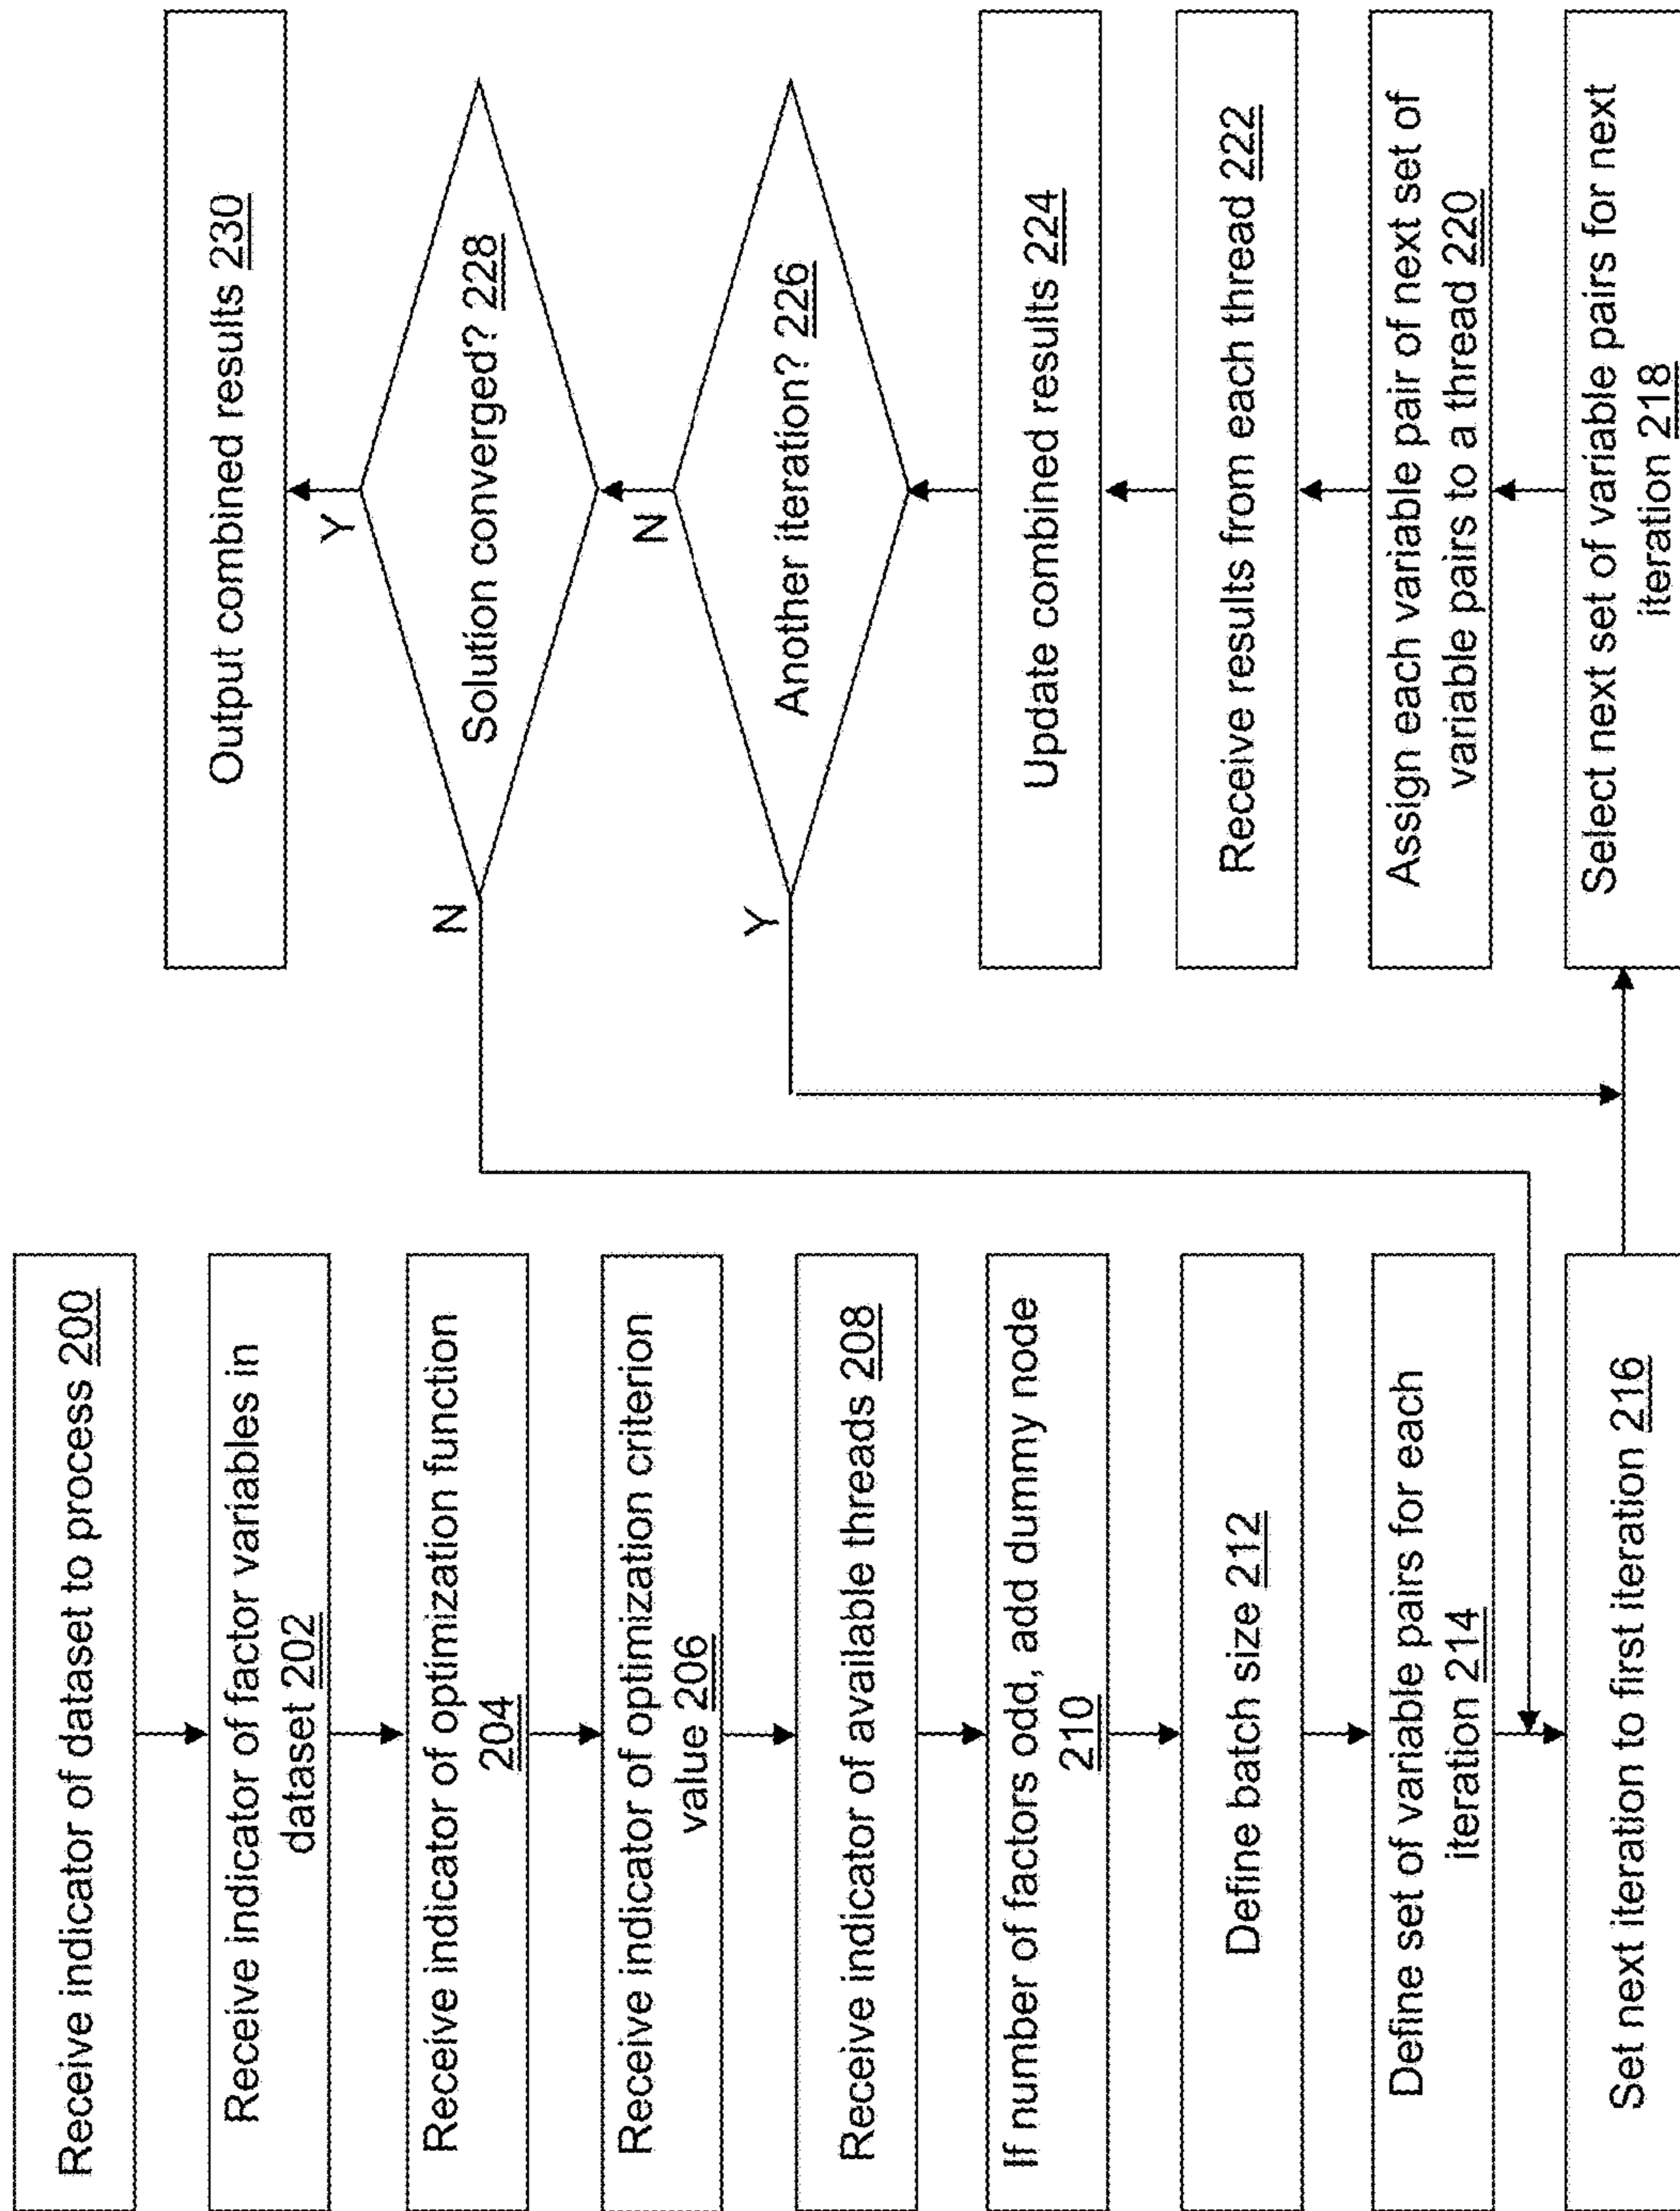 Receive indicator of dataset to process 200
Receive indicator of factor variables in
dataset 202
Receive indicator of optimization function
204
Receive indicator of optimization criterion
value 206
Receive indicator of available threads 208
If number of factors odd, add dummy node
210
Define batch size 212
Define set of variable pairs for each
iteration 214
Set next iteration to first iteration 216
Output combined results 230
Y
Solution converged? 228
N
N
Another iteration? 226
Y
Update combined results 224
Receive results from each thread 222
Assign each variable pair of next set of
variable pairs to a thread 220
Select next set of variable pairs for next
iteration 218